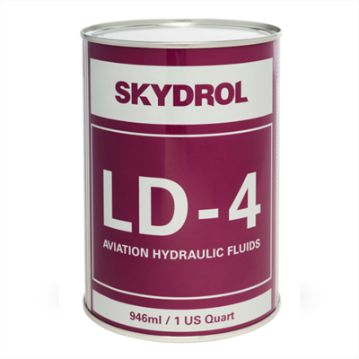 SKYDROL
LD-4
AVIATION HYDRAULIC FLUIDS
946ml / 1 US Quart